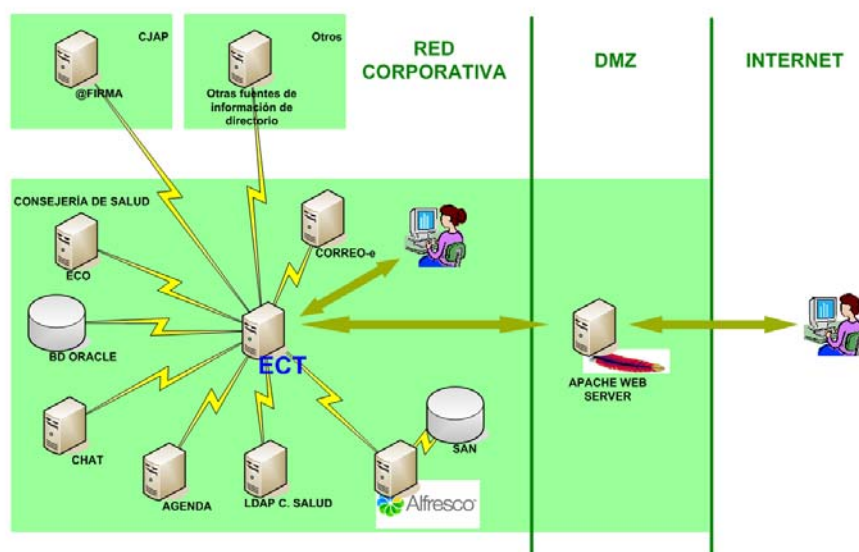 CJAP
@FIRMA
Otros
Otras fuentes de
información de
directorio
RED
CORPORATIVA
DMZ
INTERNET
CONSEJERÍA DE SALUD
ECO
CORREO-e
BD ORACLE
ECT
APACHE WEB
SERVER
CHAT
AGENDA
LDAP C. SALUD
SAN
Alfresco